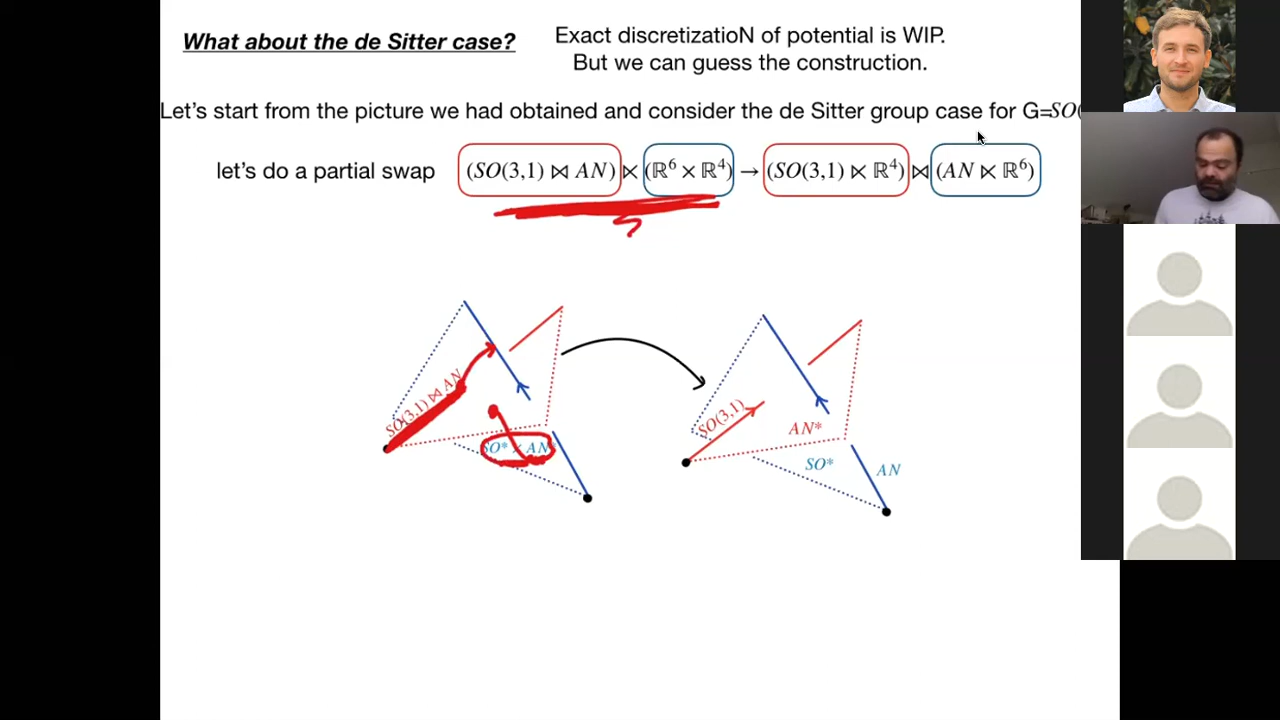 What about the de Sitter case?
Exact discretizatioN of potential is WIP.
But we can guess the construction.
Let's start from the picture we had obtained and consider the de Sitter group case for G=SO(
let's do a partial swap (SO(3,1) ⋈ AN) ⋉ (ℝ⁶ × ℝ⁴) → (SO(3,1) ⋉ ℝ⁴) ⋈ (AN ⋉ ℝ⁶)
SO(3,1) ⋈ AN
SO* × AN
SO(3,1)
AN*
SO*
AN